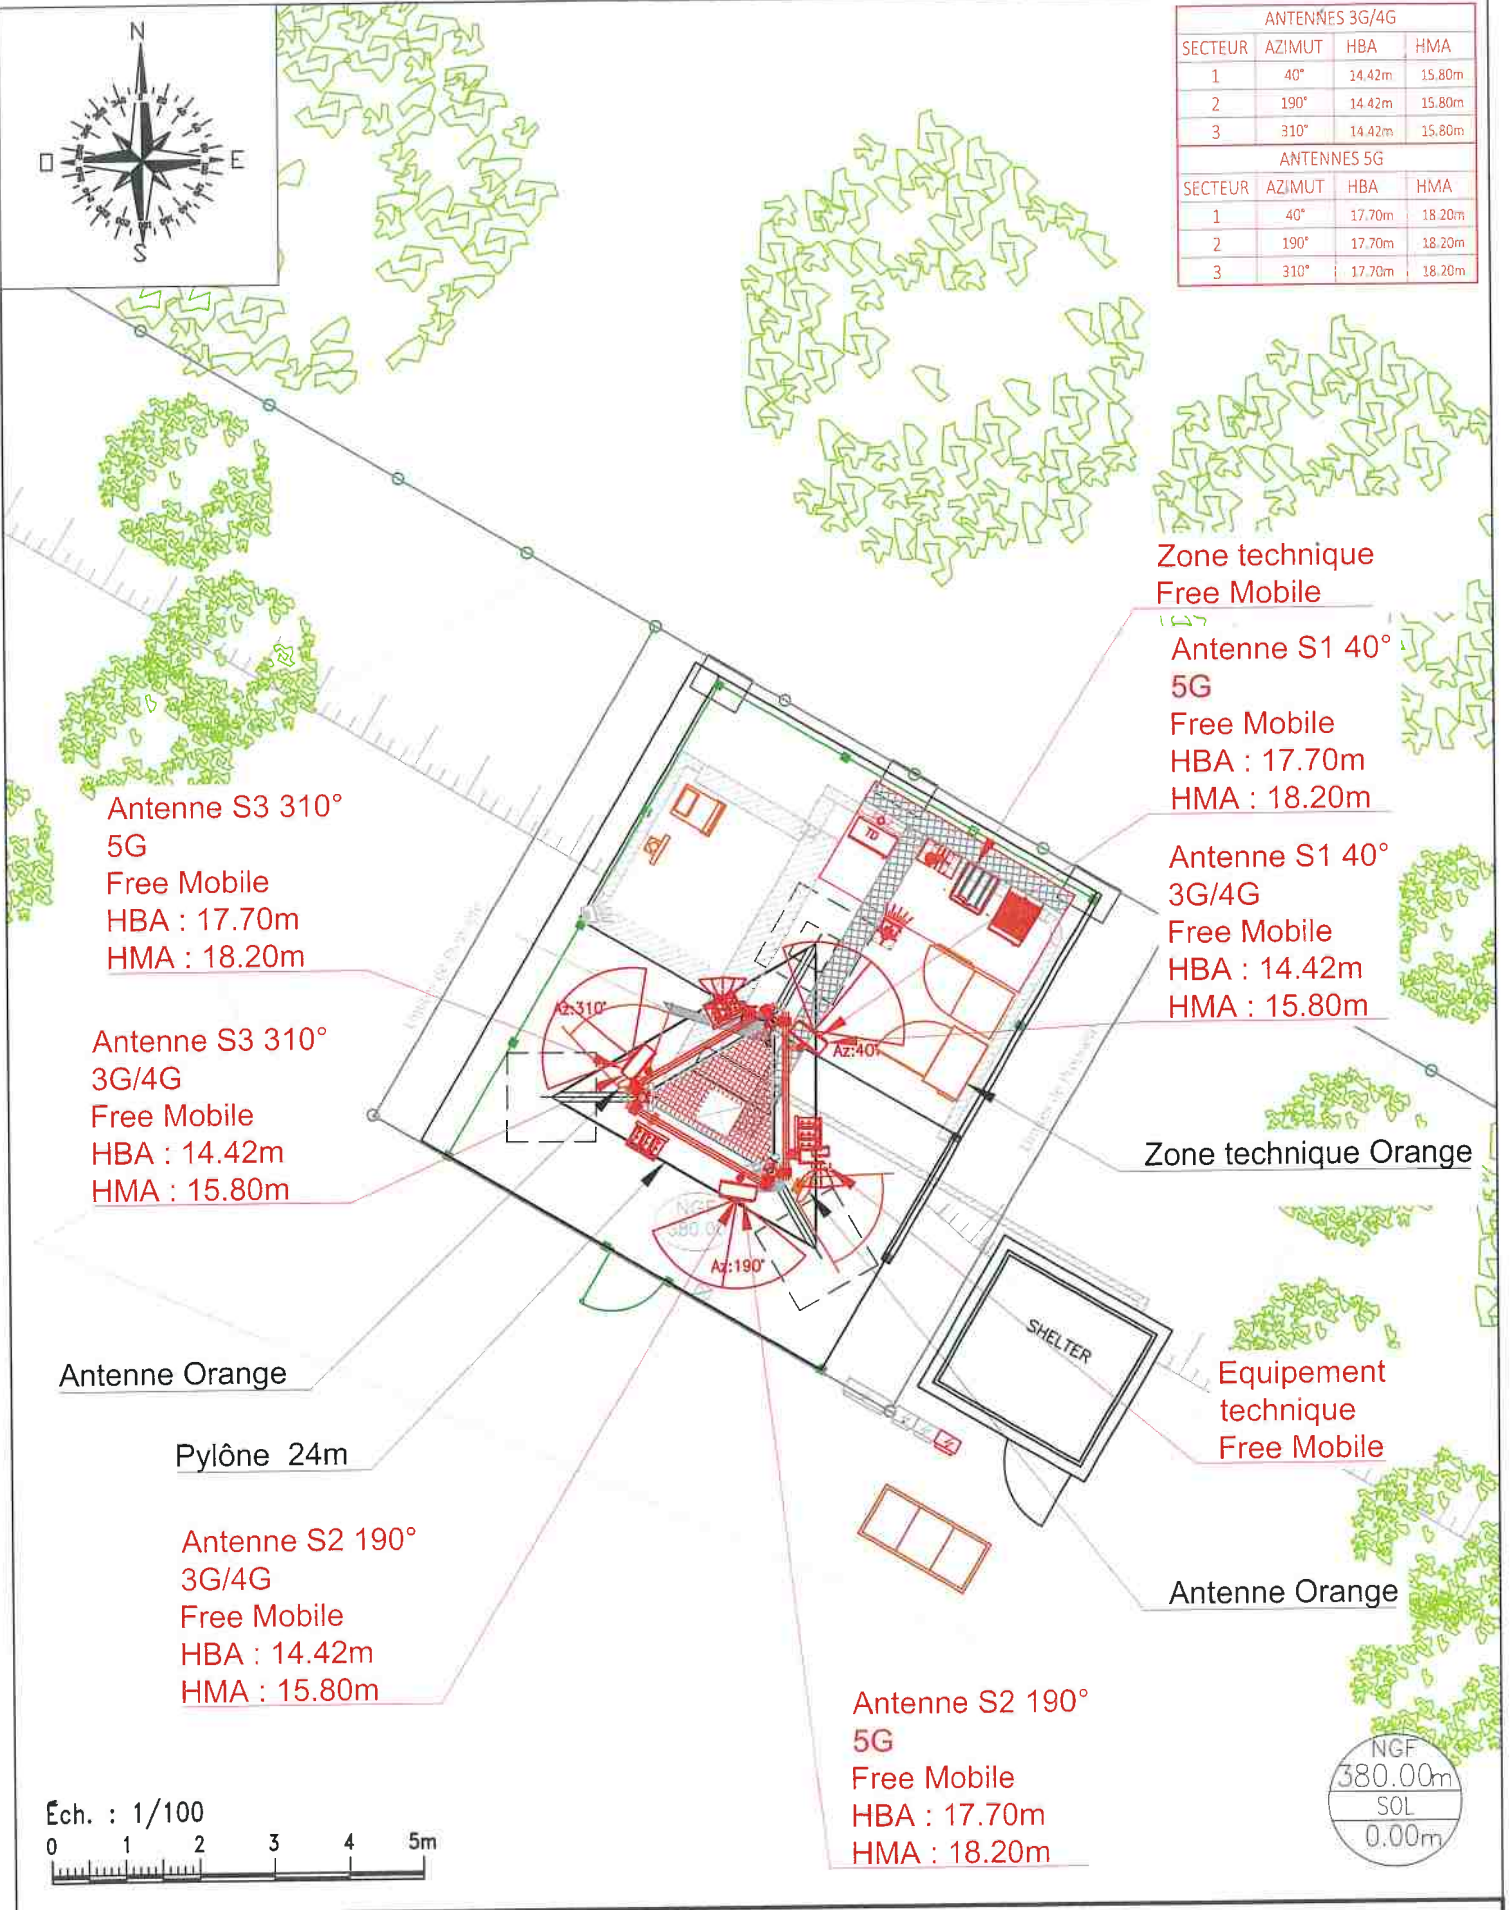 N
O
E
S
ANTENNES 3G/4G
SECTEUR AZIMUT HBA HMA
1 40° 14.42m 15.80m
2 190° 14.42m 15.80m
3 310° 14.42m 15.80m
ANTENNES 5G
SECTEUR AZIMUT HBA HMA
1 40° 17.70m 18.20m
2 190° 17.70m 18.20m
3 310° 17.70m 18.20m
Zone technique
Free Mobile
Antenne S1 40°
5G
Free Mobile
HBA : 17.70m
HMA : 18.20m
Antenne S3 310°
5G
Free Mobile
HBA : 17.70m
HMA : 18.20m
Antenne S1 40°
3G/4G
Free Mobile
HBA : 14.42m
HMA : 15.80m
TD
Az:310°
Az:40°
Antenne S3 310°
3G/4G
Free Mobile
HBA : 14.42m
HMA : 15.80m
Zone technique Orange
NGF
380.00
Az:190°
SHELTER
Antenne Orange
Equipement
technique
Free Mobile
Pylône 24m
Antenne S2 190°
3G/4G
Free Mobile
HBA : 14.42m
HMA : 15.80m
Antenne Orange
Antenne S2 190°
5G
Free Mobile
HBA : 17.70m
HMA : 18.20m
NGF
380.00m
SOL
0.00m
Éch. : 1/100
0 1 2 3 4 5m